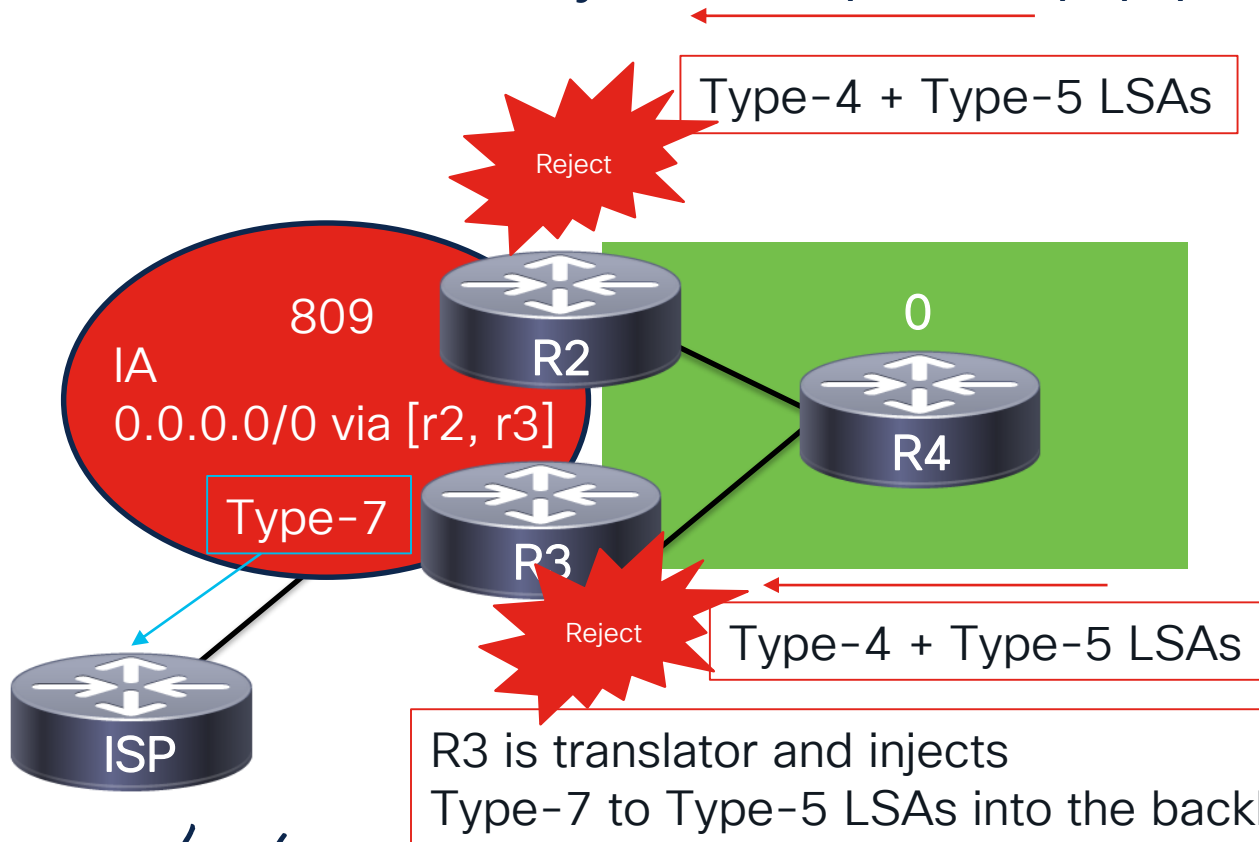 Type-4 + Type-5 LSAs
Reject
809
0
IA
R2
0.0.0.0/0 via [r2, r3]
R4
Type-7
R3
Reject
Type-4 + Type-5 LSAs
ISP
R3 is translator and injects
Type-7 to Type-5 LSAs into the